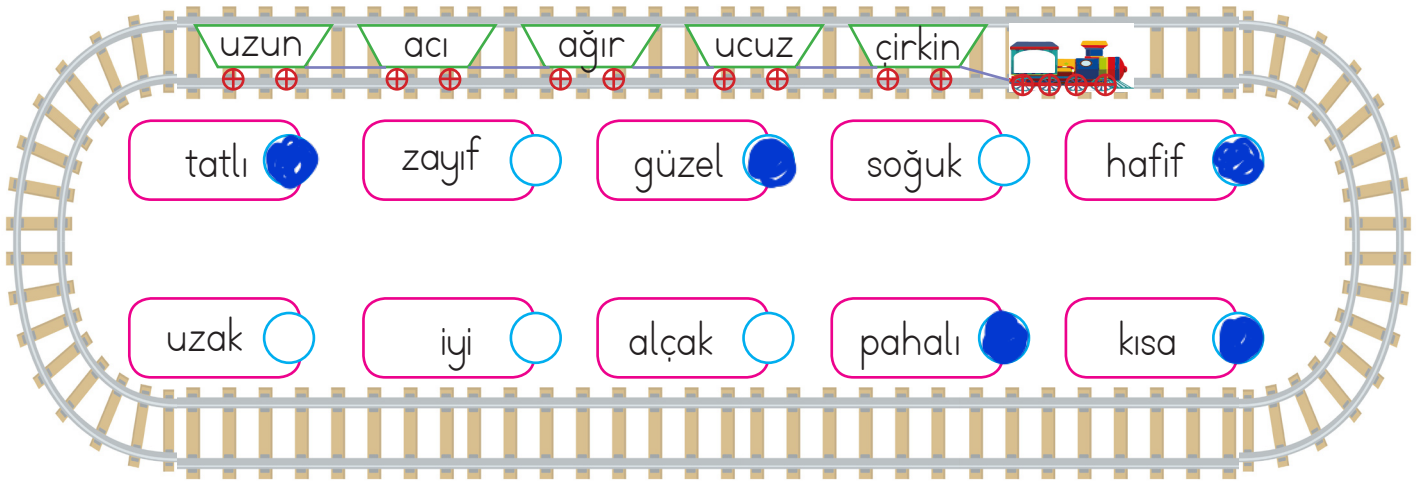 uzun acı ağır ucuz çirkin
tatlı zayıf güzel soğuk hafif
uzak iyi alçak pahalı kısa